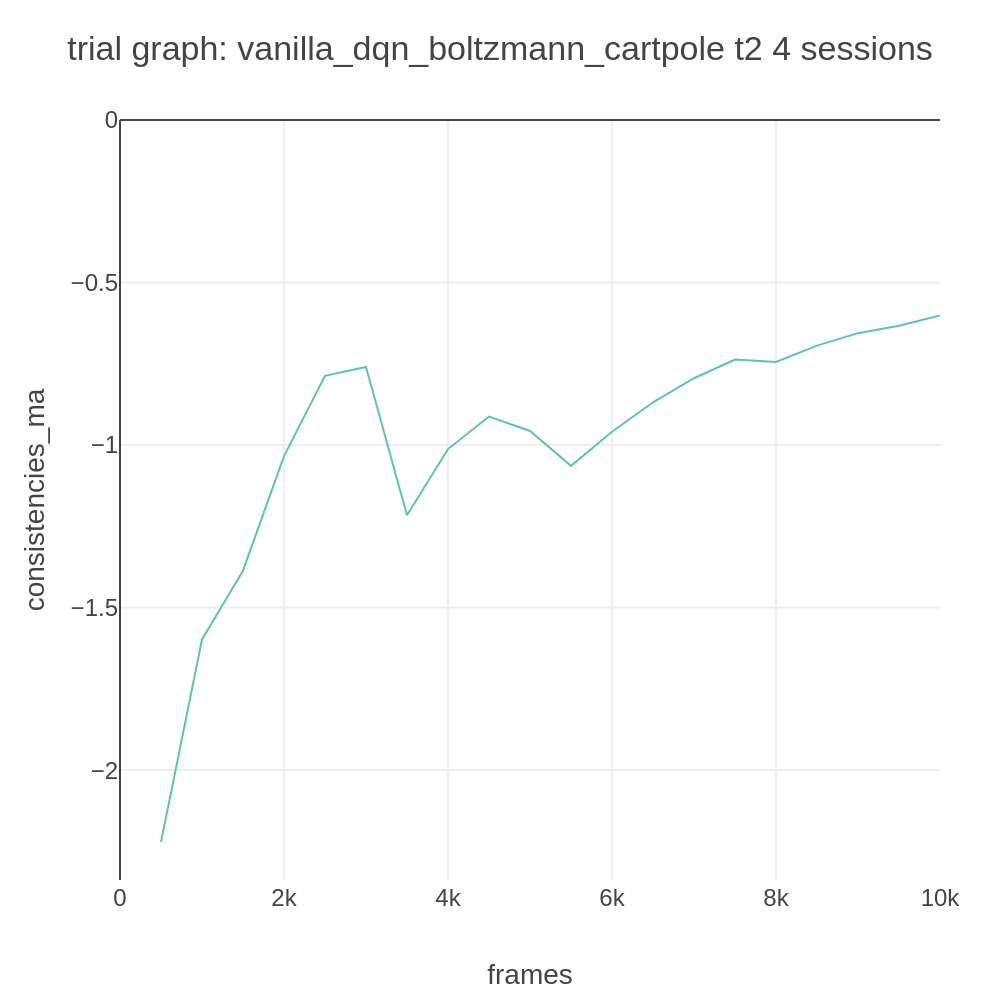 trial graph: vanilla_dqn_boltzmann_cartpole t2 4 sessions
consistencies_ma
0
−0.5
−1
−1.5
−2
0
2k
4k
6k
8k
10k
frames